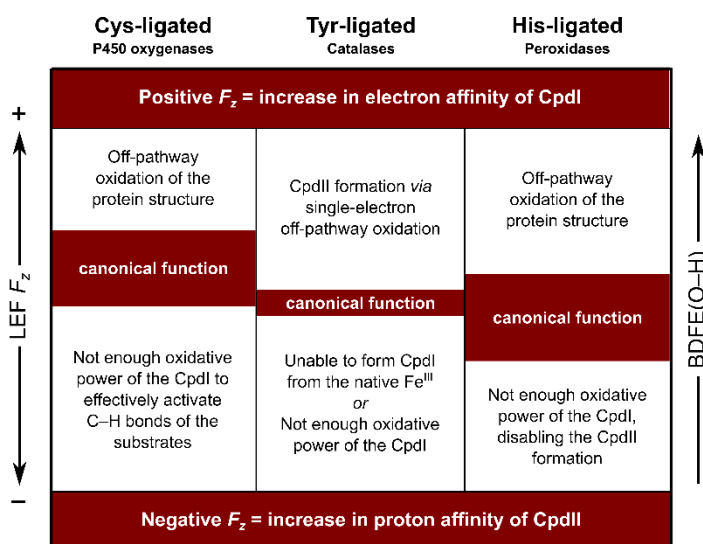 Cys-ligated
P450 oxygenases
Tyr-ligated
Catalases
His-ligated
Peroxidases
Positive Fz = increase in electron affinity of CpdI
+
LEF Fz
−
Off-pathway
oxidation of the
protein structure
canonical function
Not enough oxidative
power of the CpdI to
effectively activate
C–H bonds of the
substrates
CpdII formation via
single-electron
off-pathway oxidation
canonical function
Unable to form CpdI
from the native FeIII
or
Not enough oxidative
power of the CpdI
Off-pathway
oxidation of the
protein structure
canonical function
Not enough oxidative
power of the CpdI,
disabling the CpdII
formation
BDFE(O–H)
Negative Fz = increase in proton affinity of CpdII